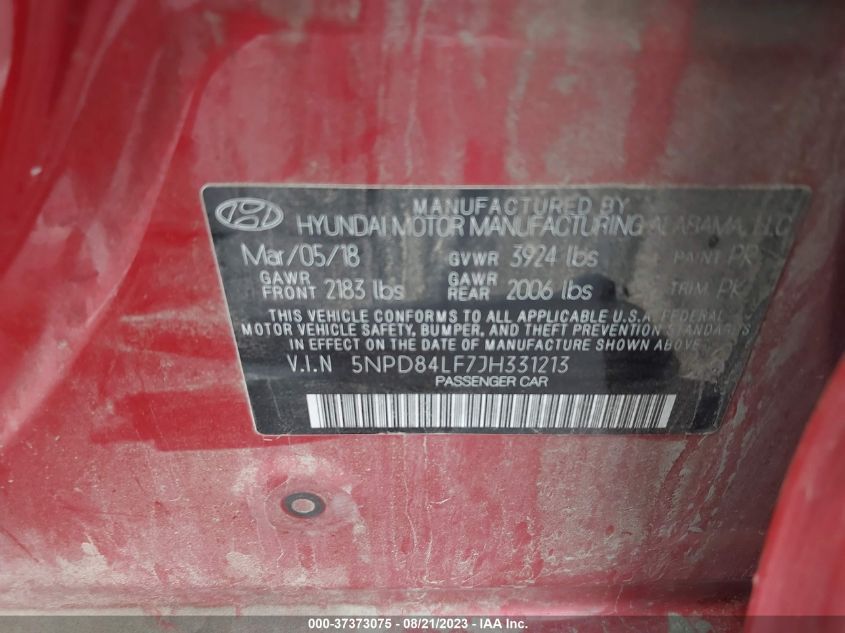 MANUFACTURED BY
HYUNDAI MOTOR MANUFACTURING ALABAMA, LLC
Mar/05/18 GVWR 3924 lbs PAINT PR
GAWR FRONT 2183 lbs GAWR REAR 2006 lbs TRIM PK
THIS VEHICLE CONFORMS TO ALL APPLICABLE U.S.A. FEDERAL
MOTOR VEHICLE SAFETY, BUMPER, AND THEFT PREVENTION STANDARDS
IN EFFECT ON THE DATE OF MANUFACTURE SHOWN ABOVE.
V.I.N 5NPD84LF7JH331213
PASSENGER CAR
000-37373075 - 08/21/2023 - Copyright © IAA, Inc.